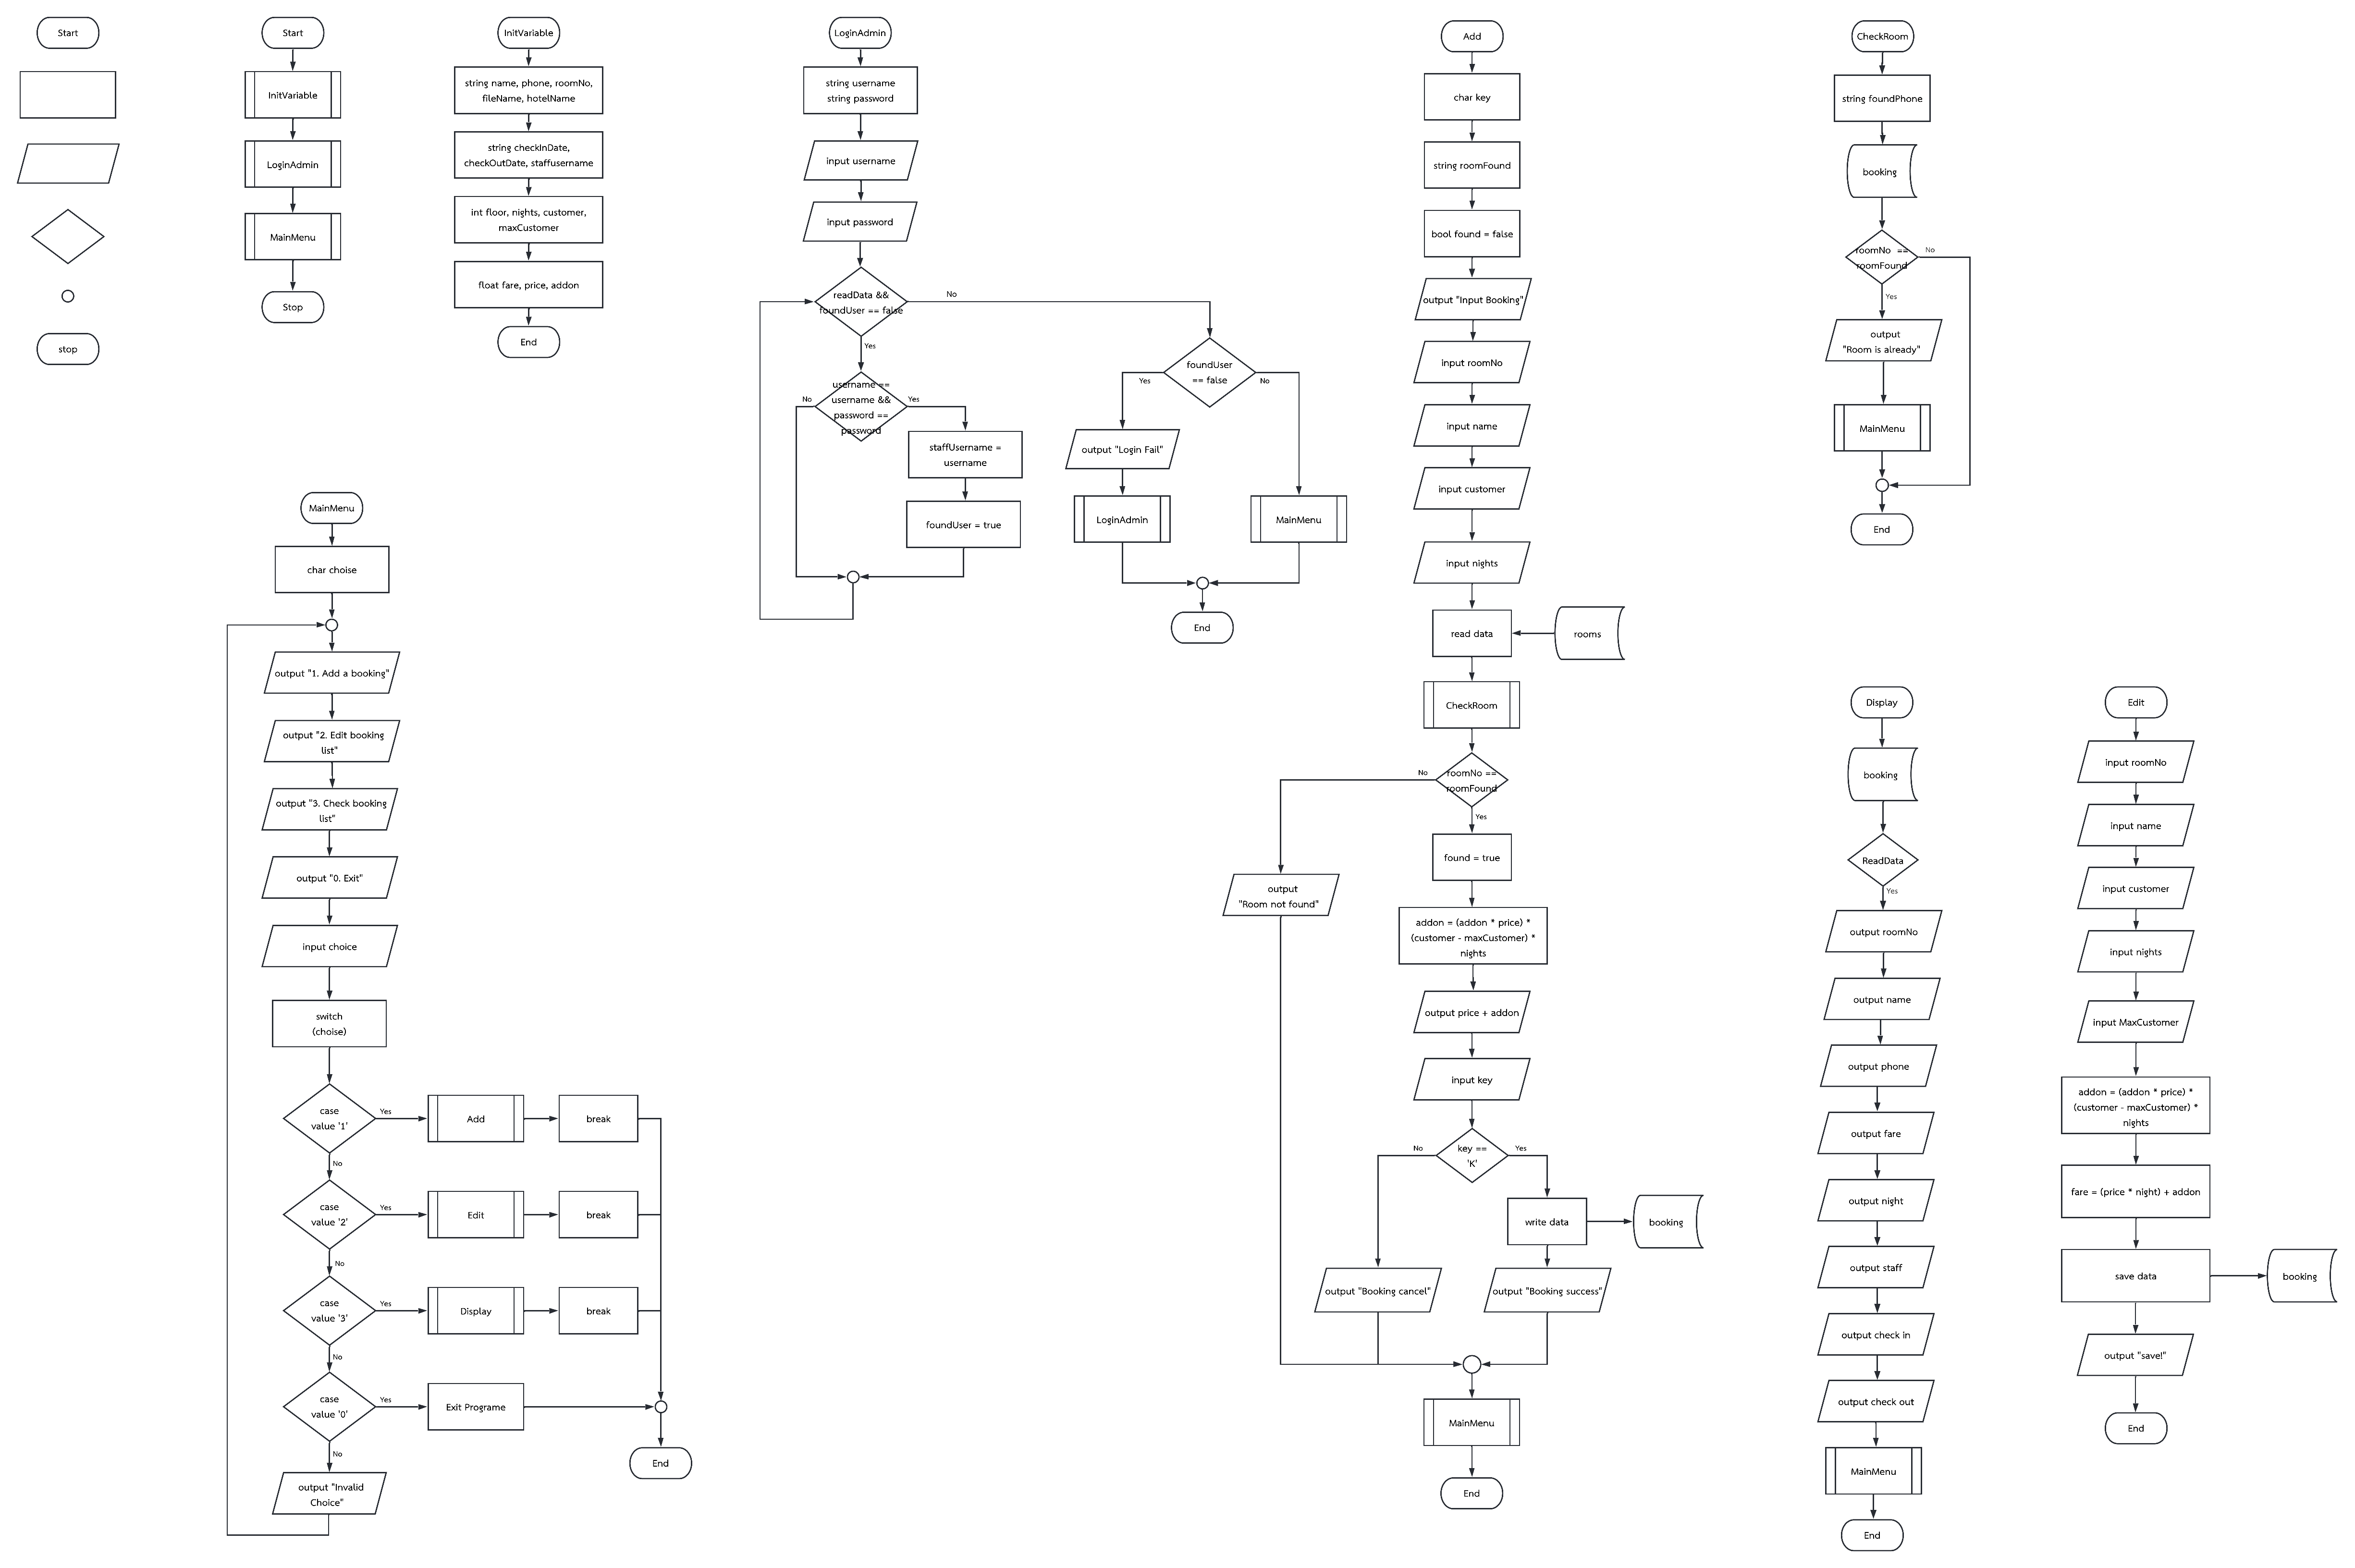 Start
stop
Start
InitVariable
LoginAdmin
MainMenu
Stop
InitVariable
string name, phone, roomNo,
fileName, hotelName
string checkInDate,
checkOutDate, staffusername
int floor, nights, customer,
maxCustomer
float fare, price, addon
End
LoginAdmin
string username
string password
input username
input password
readData &&
foundUser == false
No
Yes
username ==
username &&
password ==
password
No
Yes
staffUsername =
username
foundUser = true
foundUser
== false
Yes
No
output "Login Fail"
LoginAdmin
MainMenu
End
MainMenu
char choise
output "1. Add a booking"
output "2. Edit booking
list"
output "3. Check booking
list"
output "0. Exit"
input choice
switch
(choise)
case
value '1'
Yes
Add
break
No
case
value '2'
Yes
Edit
break
No
case
value '3'
Yes
Display
break
No
case
value '0'
Yes
Exit Programe
No
End
output "Invalid
Choice"
Add
char key
string roomFound
bool found = false
output "Input Booking"
input roomNo
input name
input customer
input nights
read data
rooms
CheckRoom
roomNo ==
roomFound
No
Yes
output
"Room not found"
found = true
addon = (addon * price) *
(customer - maxCustomer) *
nights
output price + addon
input key
key ==
'K'
No
Yes
write data
booking
output "Booking cancel"
output "Booking success"
MainMenu
End
CheckRoom
string foundPhone
booking
roomNo ==
roomFound
No
Yes
output
"Room is already"
MainMenu
End
Display
booking
ReadData
Yes
output roomNo
output name
output phone
output fare
output night
output staff
output check in
output check out
MainMenu
End
Edit
input roomNo
input name
input customer
input nights
input MaxCustomer
addon = (addon * price) *
(customer - maxCustomer) *
nights
fare = (price * night) + addon
save data
booking
output "save!"
End